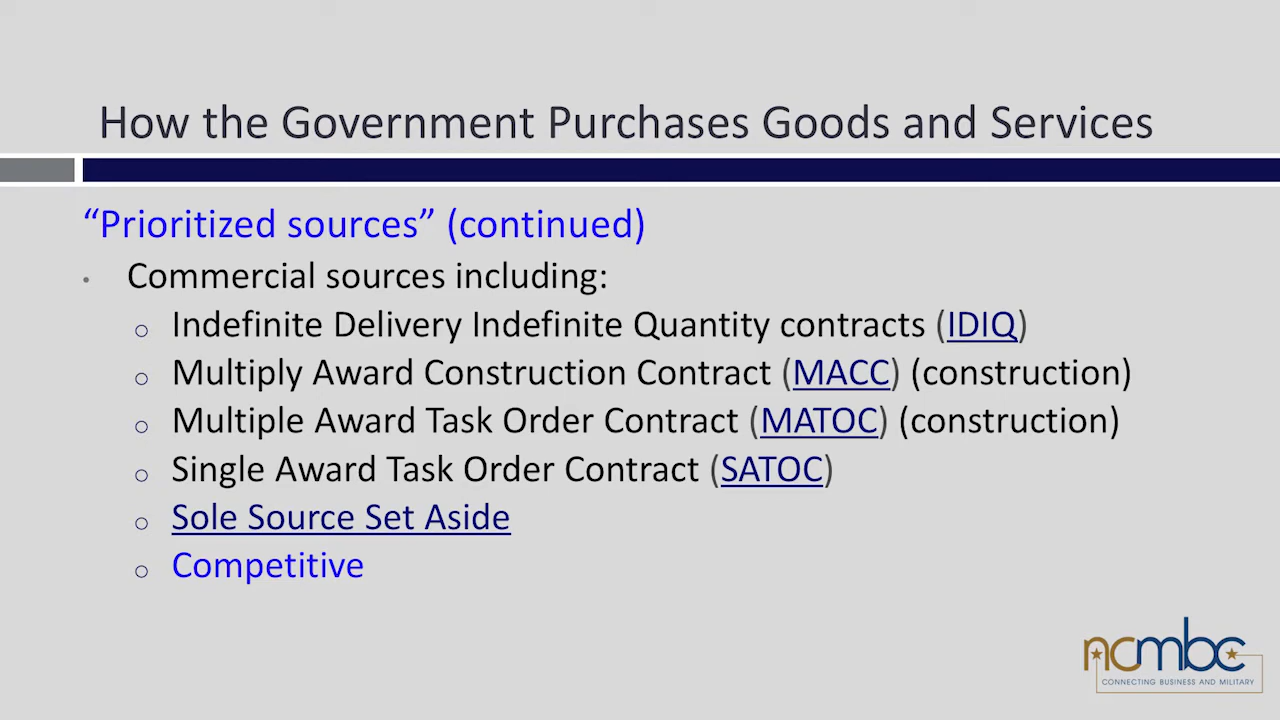 How the Government Purchases Goods and Services
“Prioritized sources” (continued)
• Commercial sources including:
o Indefinite Delivery Indefinite Quantity contracts (IDIQ)
o Multiply Award Construction Contract (MACC) (construction)
o Multiple Award Task Order Contract (MATOC) (construction)
o Single Award Task Order Contract (SATOC)
o Sole Source Set Aside
o Competitive
ncmbc
CONNECTING BUSINESS AND MILITARY